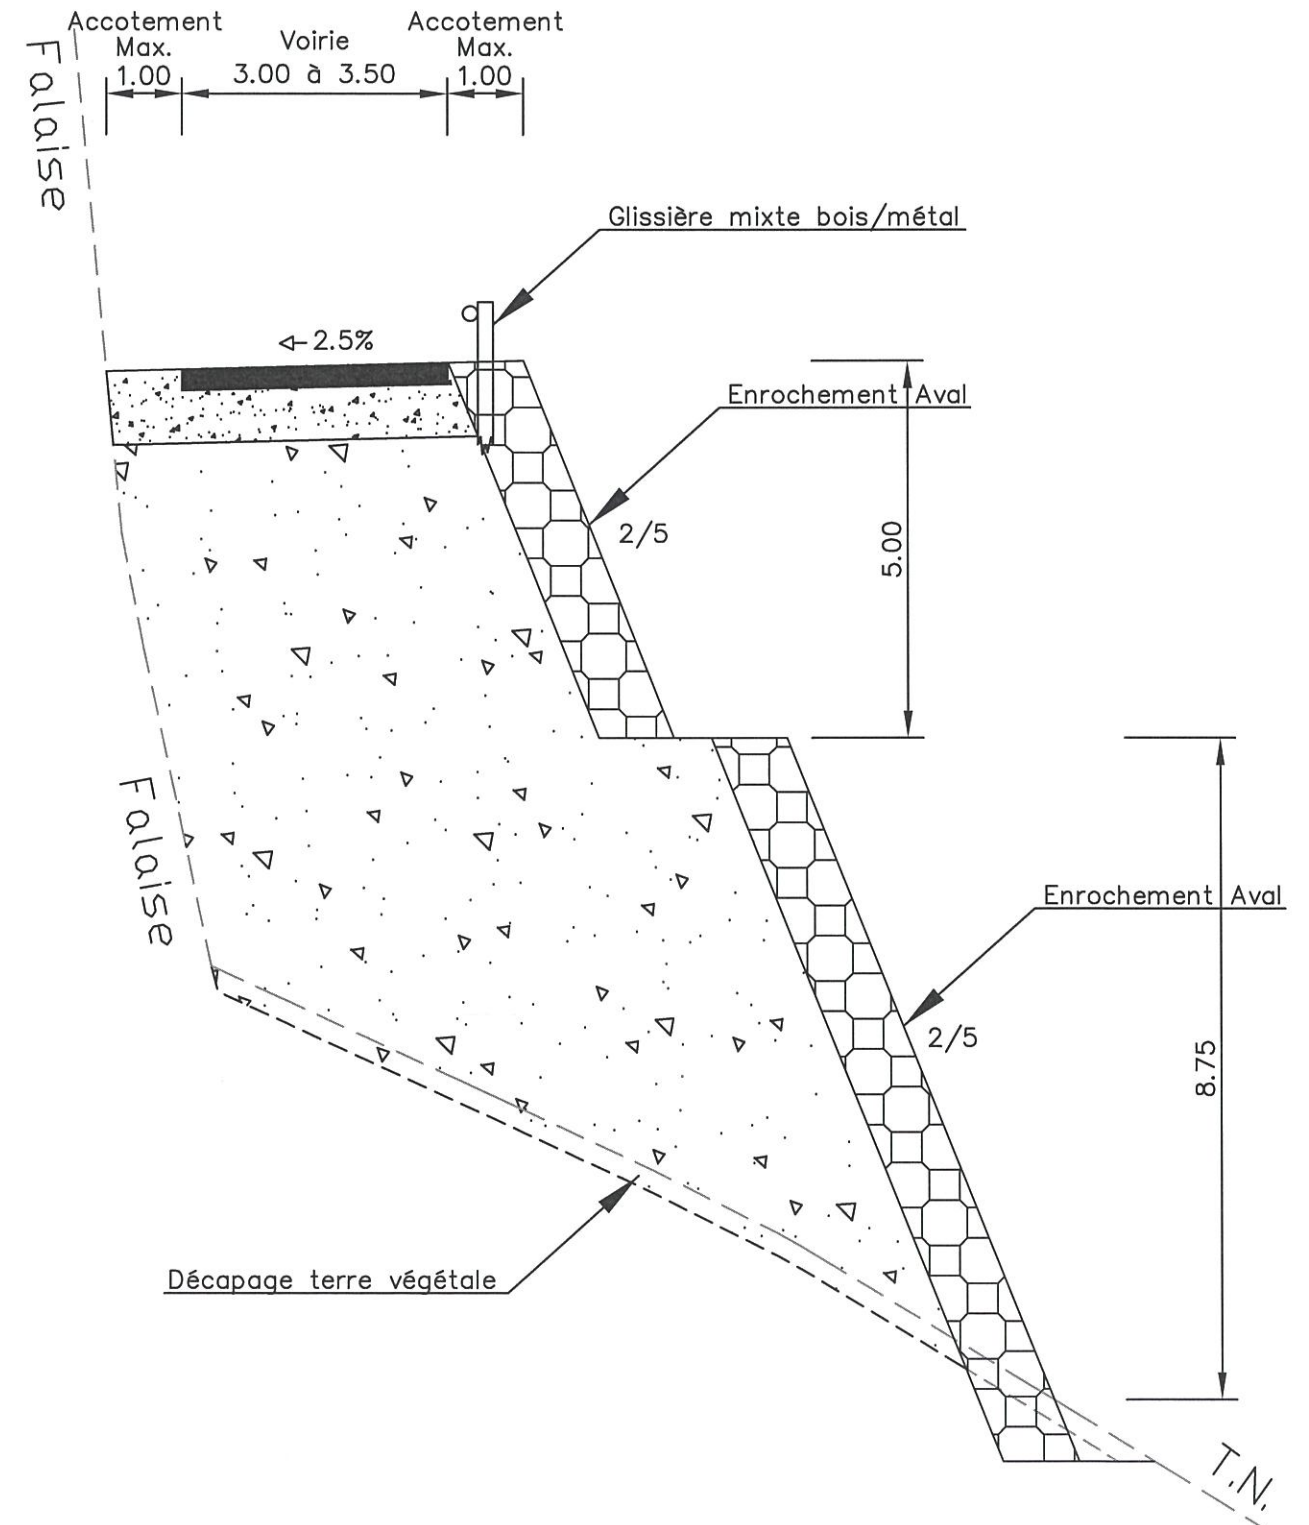 Accotement
Max.
1.00
Voirie
3.00 à 3.50
Accotement
Max.
1.00
Falaise
Glissière mixte bois/métal
2.5%
Enrochement Aval
2/5
5.00
Falaise
Enrochement Aval
2/5
8.75
Décapage terre végétale
T.N.